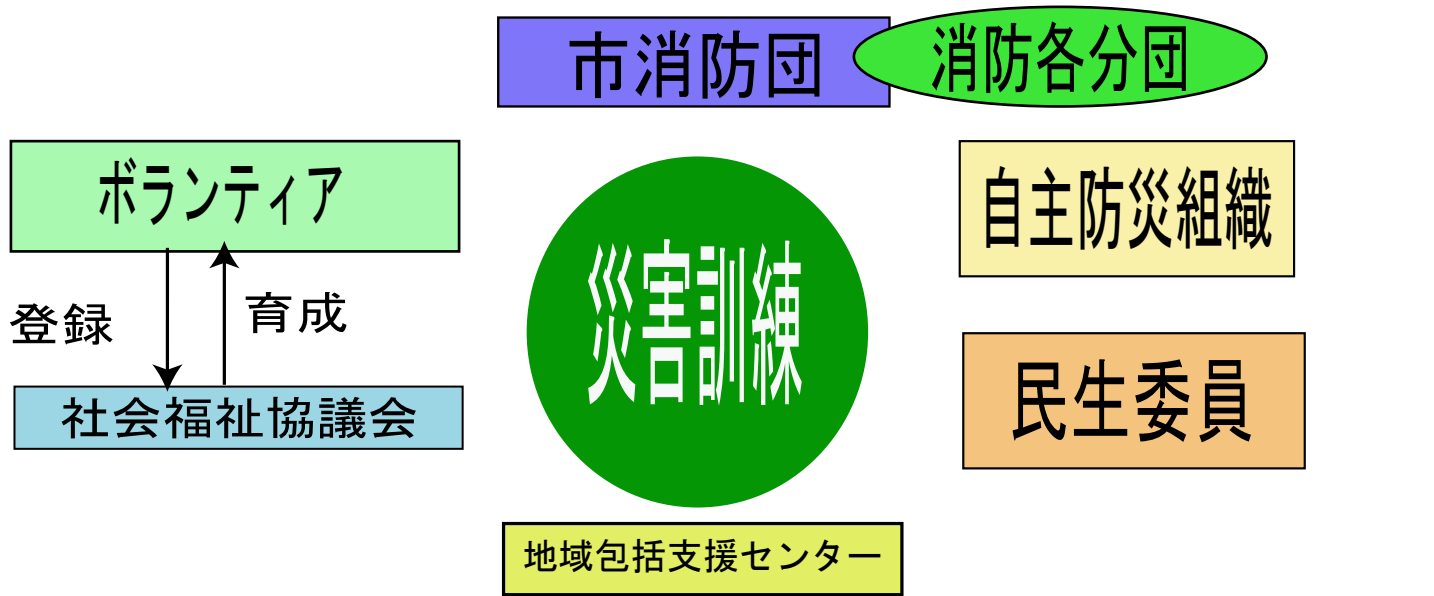 市消防団
消防各分団
ボランティア
自主防災組織
災害訓練
登録
育成
民生委員
社会福祉協議会
地域包括支援センター